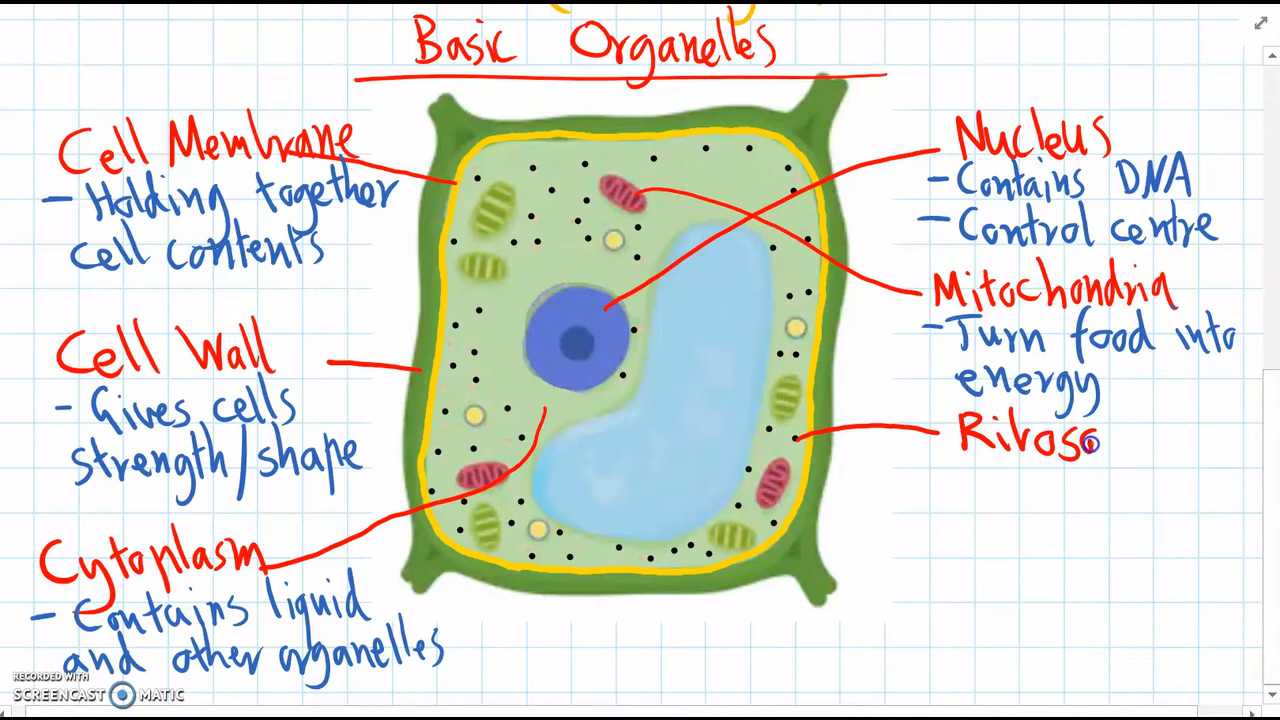 Basic Organelles
Cell Membrane
- Holding together
cell contents
Cell Wall
- Gives cells
strength/shape
Cytoplasm
- Contains liquid
and other organelles
Nucleus
- Contains DNA
- Control centre
Mitochondria
- Turn food into
energy
Riboso
RECORDED WITH
SCREENCAST MATIC